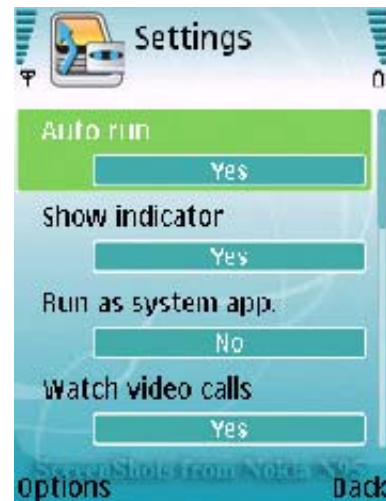 Settings
Auto run
Yes
Show indicator
Yes
Run as system app.
No
Watch video calls
Yes
ScreenShots from Nokia N95
Options
Back